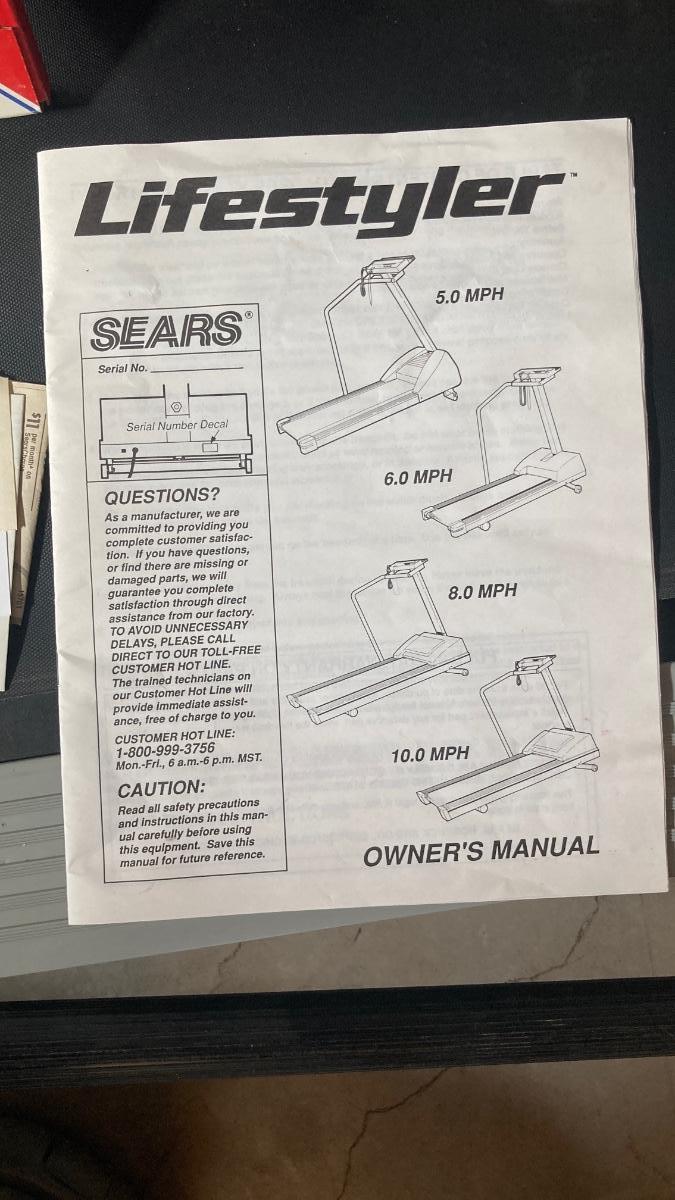 Lifestyler™
5.0 MPH
SEARS®
Serial No.
Serial Number Decal
6.0 MPH
QUESTIONS?
As a manufacturer, we are
committed to providing you
complete customer satisfac-
tion. If you have questions,
or find there are missing or
damaged parts, we will
guarantee you complete
satisfaction through direct
assistance from our factory.
TO AVOID UNNECESSARY
DELAYS, PLEASE CALL
DIRECT TO OUR TOLL-FREE
CUSTOMER HOT LINE.
The trained technicians on
our Customer Hot Line will
provide immediate assist-
ance, free of charge to you.
CUSTOMER HOT LINE:
1-800-999-3756
Mon.-Fri., 6 a.m.-6 p.m. MST.
CAUTION:
Read all safety precautions
and instructions in this man-
ual carefully before using
this equipment. Save this
manual for future reference.
8.0 MPH
10.0 MPH
OWNER'S MANUAL
$11 per month* on